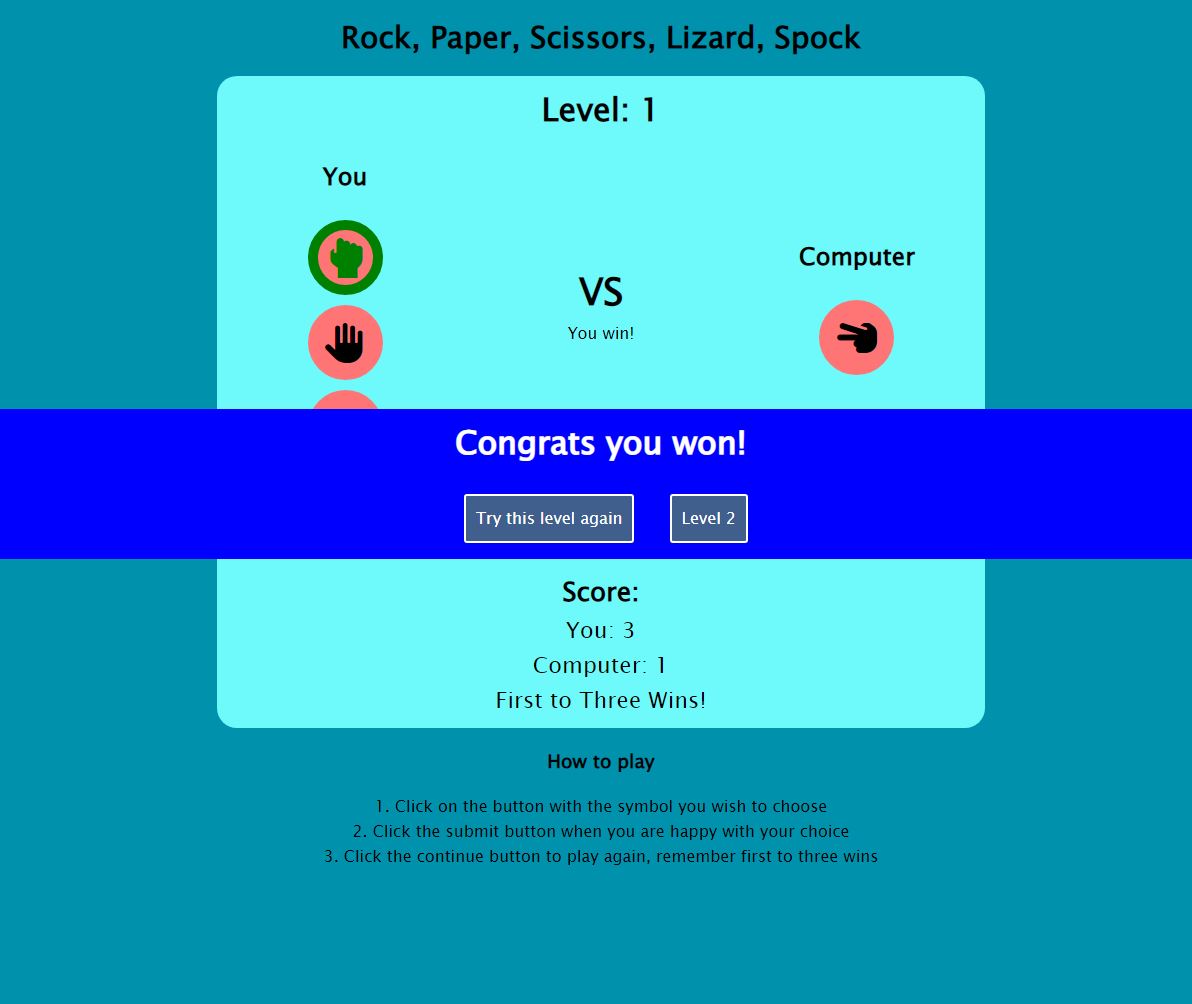 Rock, Paper, Scissors, Lizard, Spock
Level: 1
You
Computer
VS
You win!
Congrats you won!
Try this level again
Level 2
Score:
You: 3
Computer: 1
First to Three Wins!
How to play
1. Click on the button with the symbol you wish to choose
2. Click the submit button when you are happy with your choice
3. Click the continue button to play again, remember first to three wins